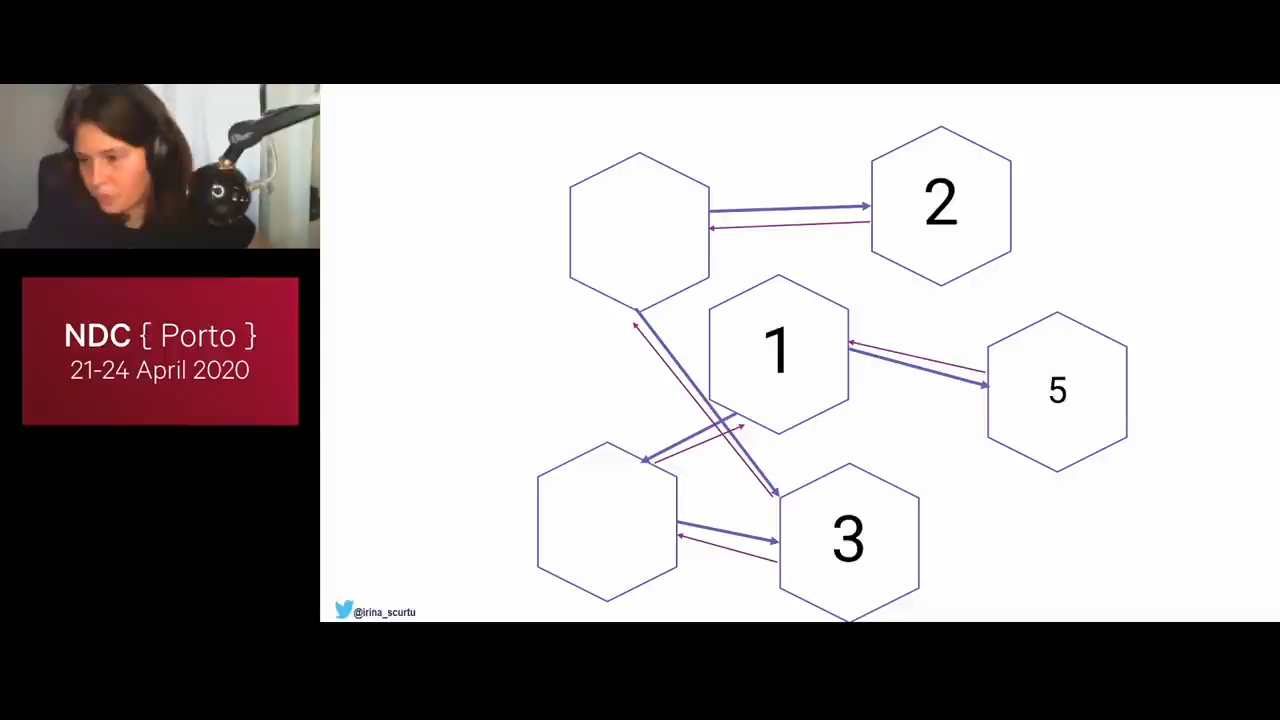 2
1
5
3
NDC { Porto }
21-24 April 2020
@irina_scurtu